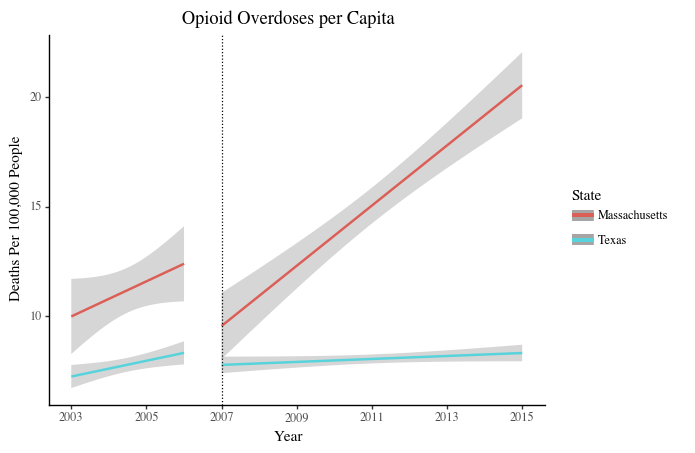 Opioid Overdoses per Capita
Deaths Per 100,000 People
20
15
10
2003 2005 2007 2009 2011 2013 2015
Year
State
Massachusetts
Texas